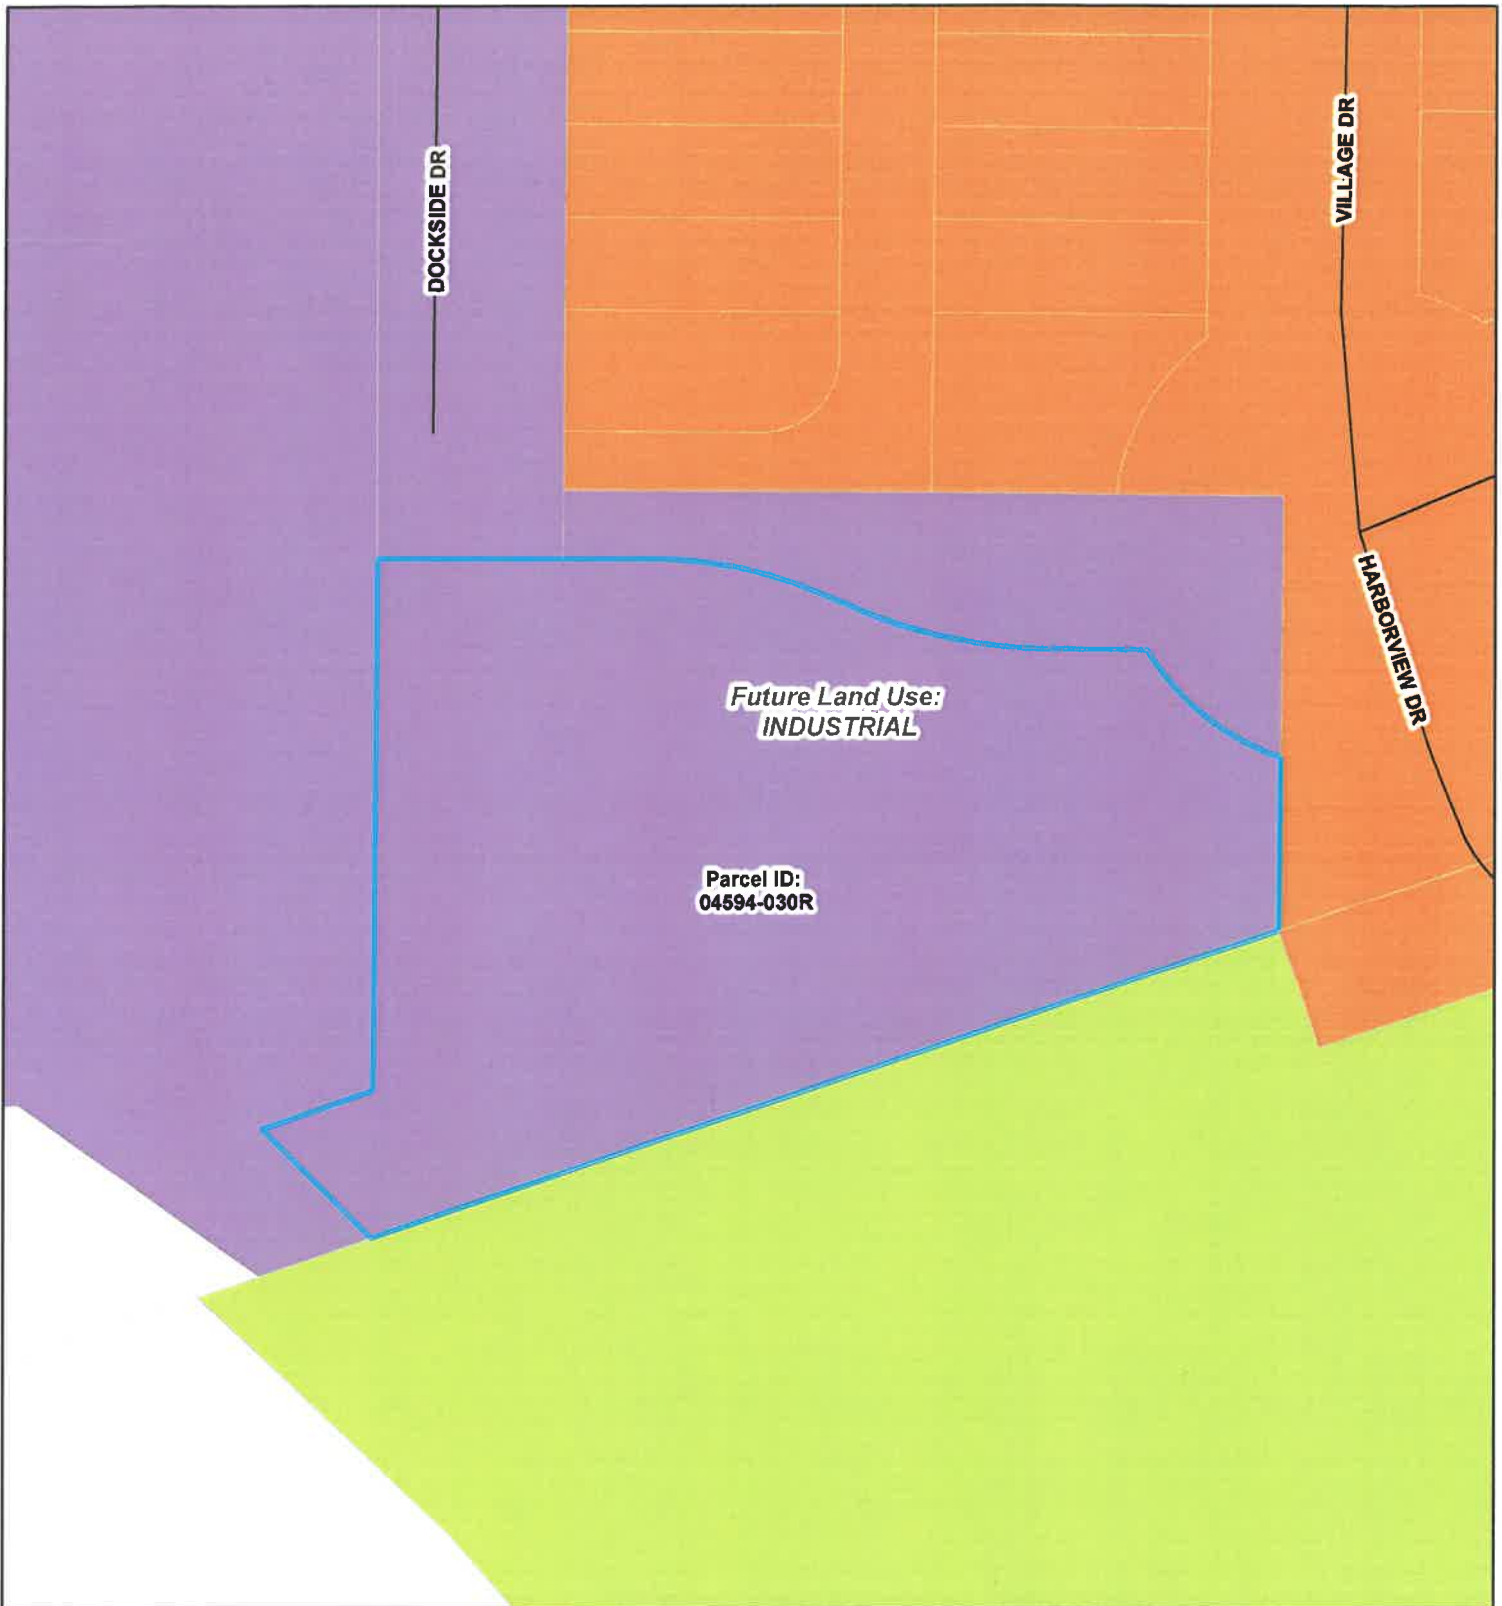 DOCKSIDE DR
VILLAGE DR
HARBORVIEW DR
Future Land Use:
INDUSTRIAL
Parcel ID:
04594-030R